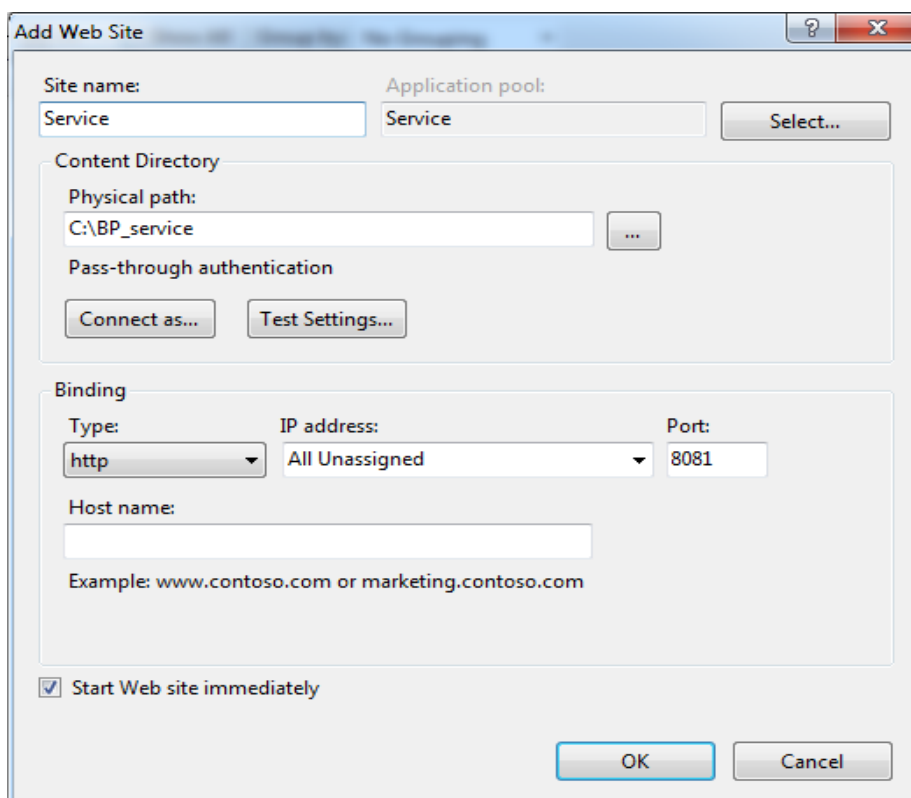 Add Web Site
Site name: Application pool:
Service Service Select...
Content Directory
Physical path:
C:\BP_service ...
Pass-through authentication
Connect as... Test Settings...
Binding
Type: IP address: Port:
http All Unassigned 8081
Host name:
Example: www.contoso.com or marketing.contoso.com
Start Web site immediately
OK Cancel